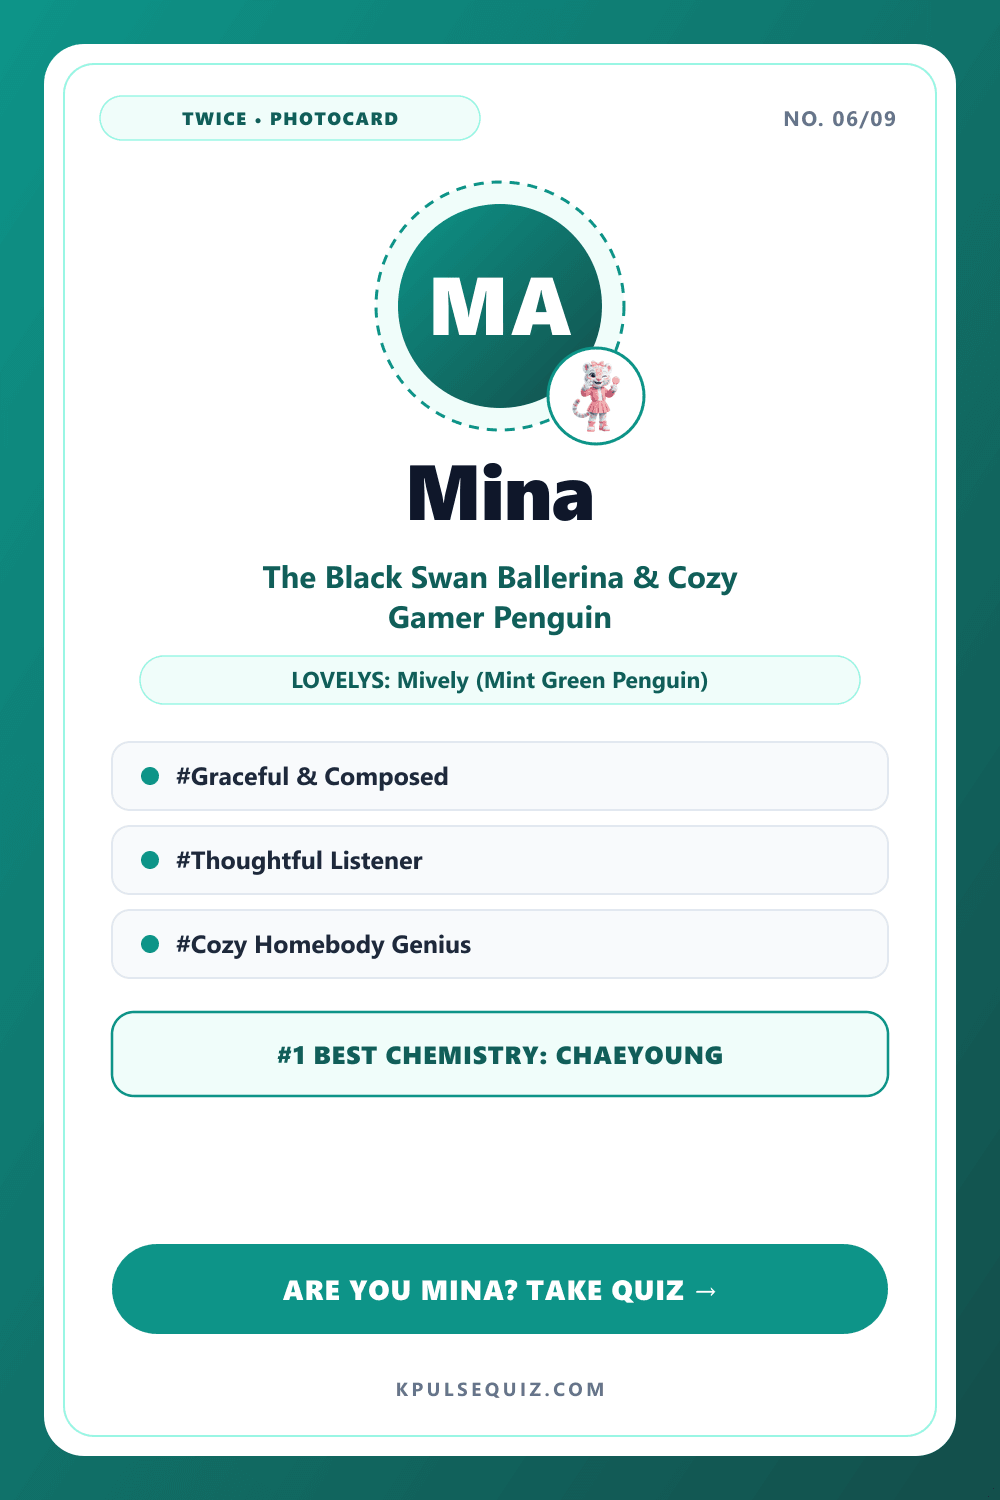 TWICE • PHOTOCARD
NO. 06/09
MA
Mina
The Black Swan Ballerina & Cozy
Gamer Penguin
LOVELYS: Mively (Mint Green Penguin)
#Graceful & Composed
#Thoughtful Listener
#Cozy Homebody Genius
#1 BEST CHEMISTRY: CHAEYOUNG
ARE YOU MINA? TAKE QUIZ →
KPULSEQUIZ.COM